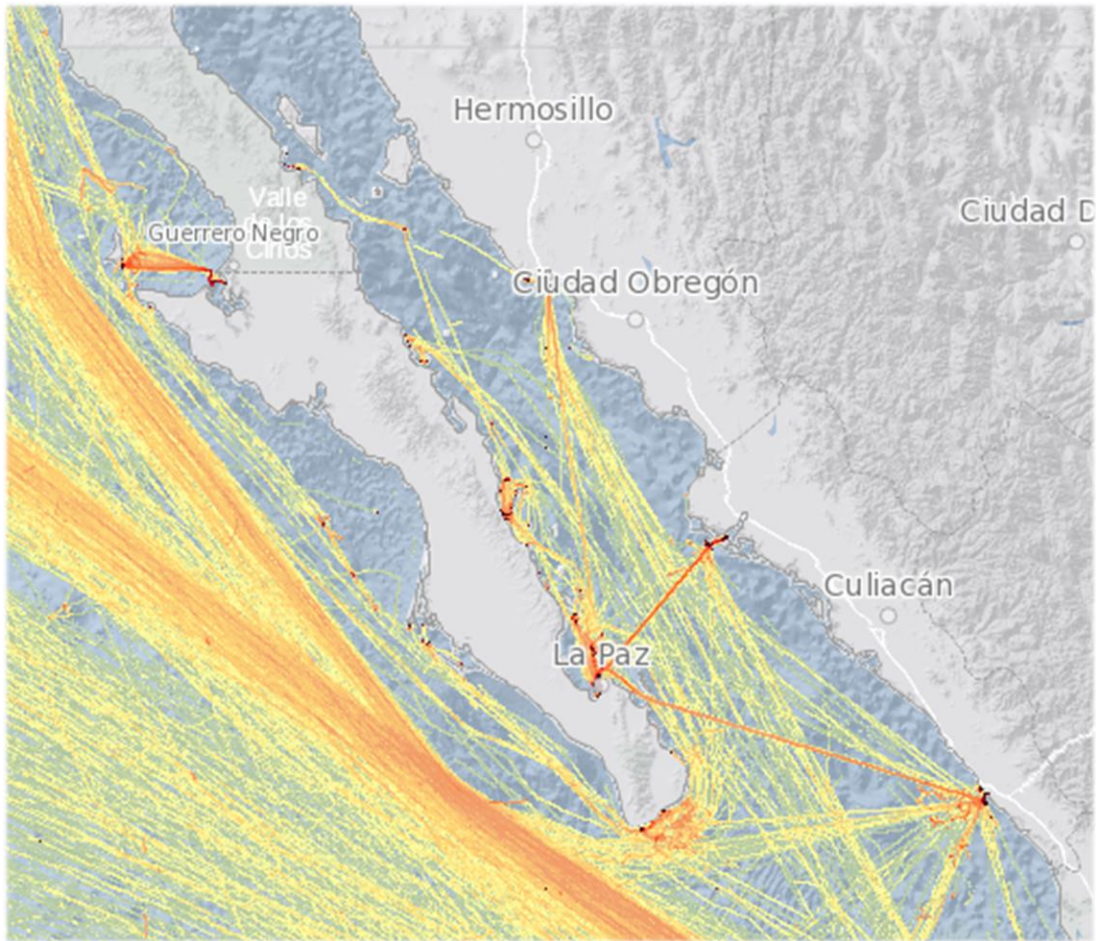 Hermosillo
Valle
de los
Cirios
Guerrero Negro
Ciudad D
Ciudad Obregón
Culiacán
La Paz